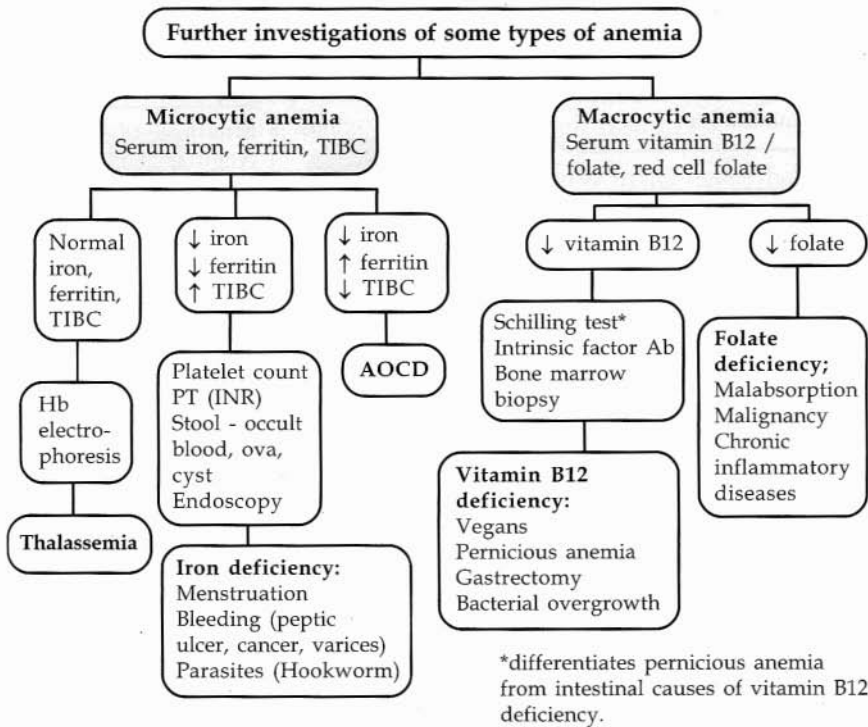 Further investigations of some types of anemia
Microcytic anemia
Serum iron, ferritin, TIBC
Macrocytic anemia
Serum vitamin B12 /
folate, red cell folate
Normal
iron,
ferritin,
TIBC
↓ iron
↓ ferritin
↑ TIBC
↓ iron
↑ ferritin
↓ TIBC
↓ vitamin B12
↓ folate
Hb
electro-
phoresis
Thalassemia
Platelet count
PT (INR)
Stool - occult
blood, ova,
cyst
Endoscopy
Iron deficiency:
Menstruation
Bleeding (peptic
ulcer, cancer, varices)
Parasites (Hookworm)
AOCD
Schilling test*
Intrinsic factor Ab
Bone marrow
biopsy
Vitamin B12
deficiency:
Vegans
Pernicious anemia
Gastrectomy
Bacterial overgrowth
Folate
deficiency;
Malabsorption
Malignancy
Chronic
inflammatory
diseases
*differentiates pernicious anemia
from intestinal causes of vitamin B12
deficiency.